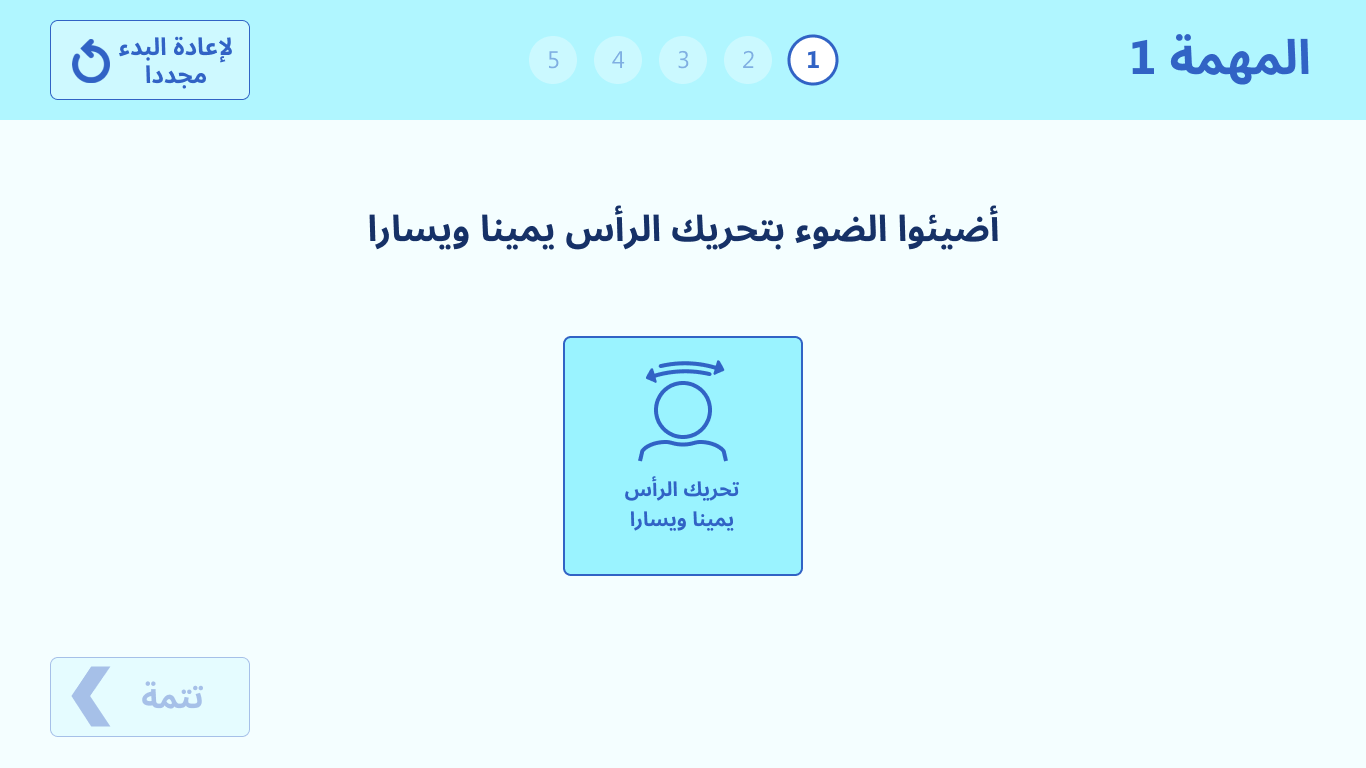 المهمة 1
1
2
3
4
5
لإعادة البدء
مجددا
أضيئوا الضوء بتحريك الرأس يمينا ويسارا
تحريك الرأس
يمينا ويسارا
تتمة